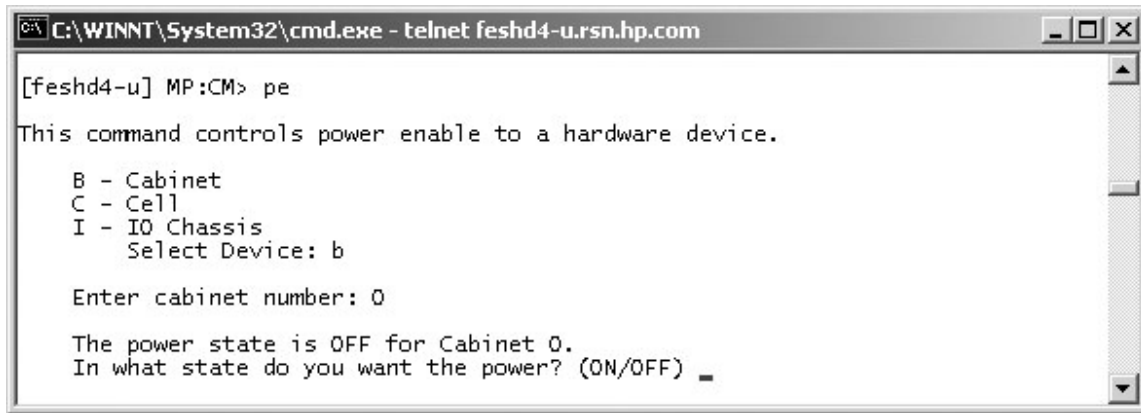 C:\WINNT\System32\cmd.exe - telnet feshd4-u.rsn.hp.com
[feshd4-u] MP:CM> pe
This command controls power enable to a hardware device.
B - Cabinet
C - Cell
I - IO Chassis
Select Device: b
Enter cabinet number: 0
The power state is OFF for Cabinet 0.
In what state do you want the power? (ON/OFF) _